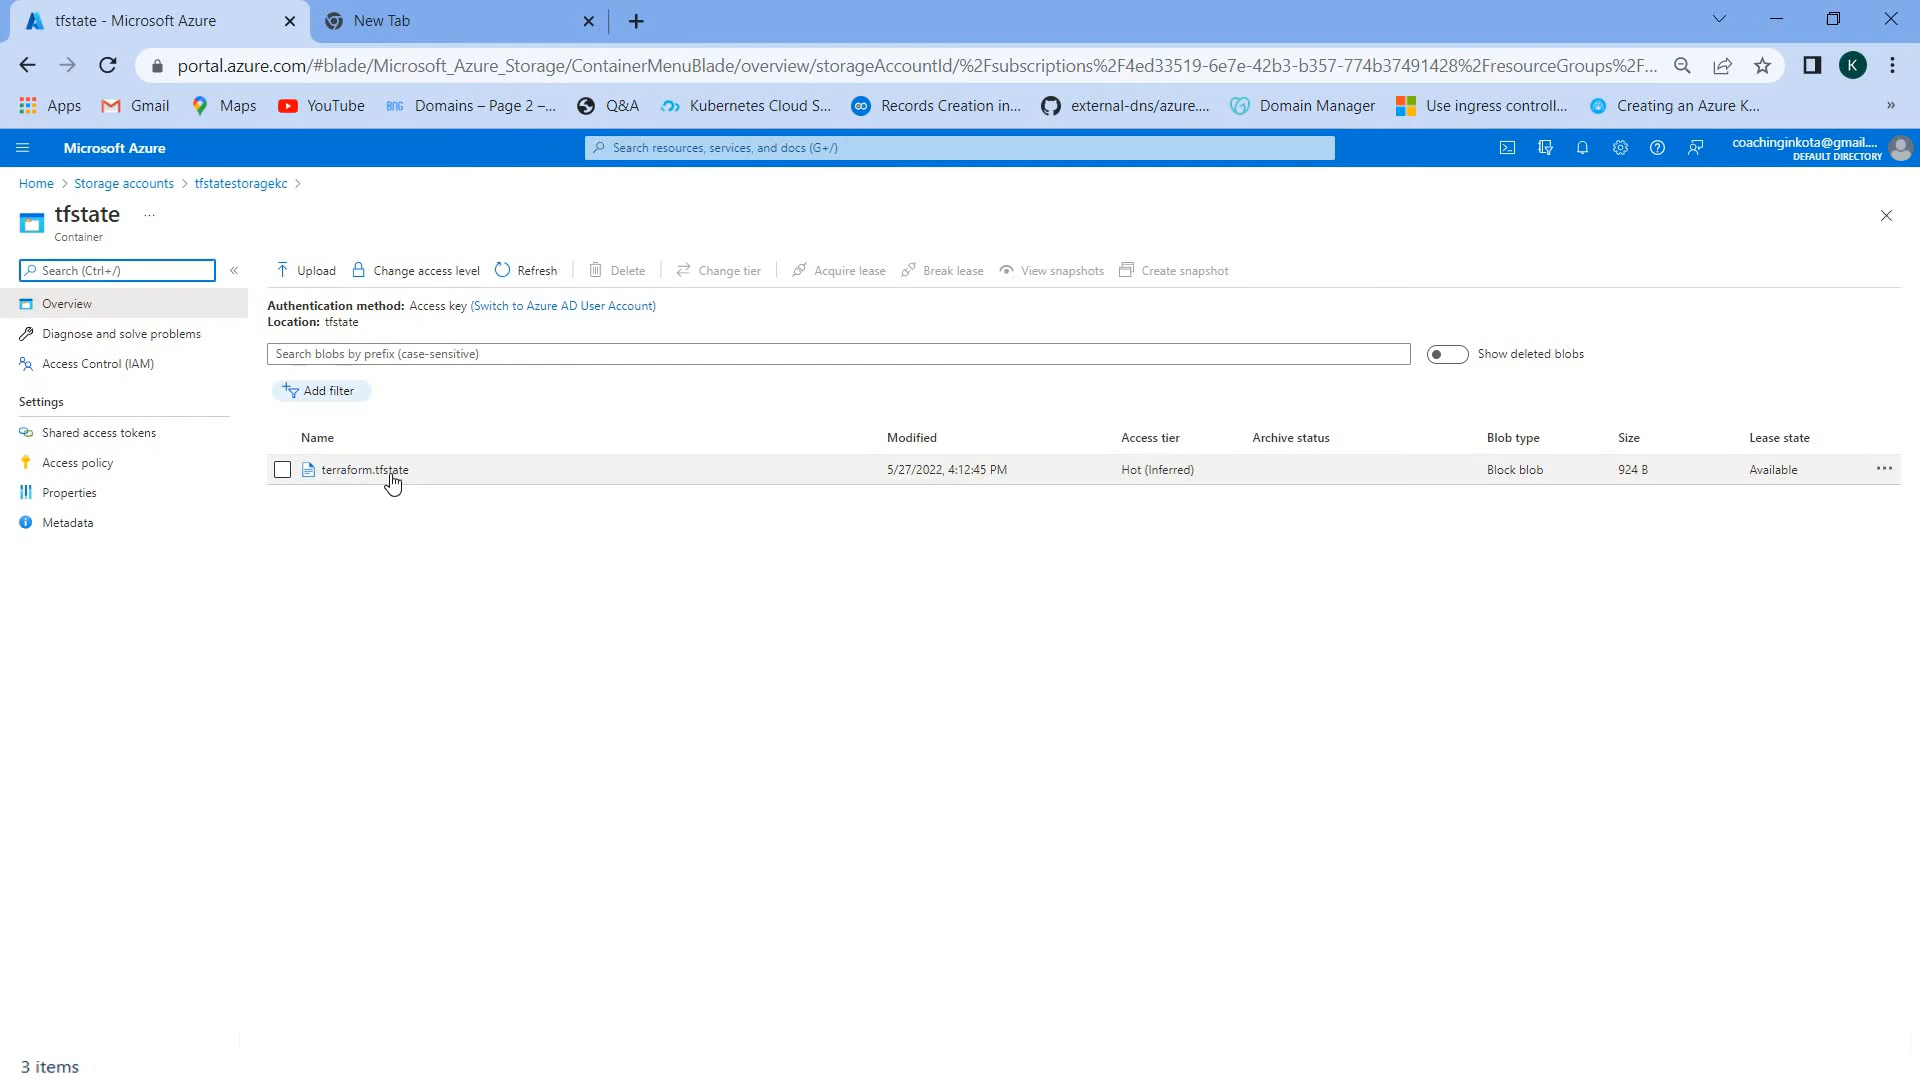 tfstate - Microsoft Azure
New Tab
portal.azure.com/#blade/Microsoft_Azure_Storage/ContainerMenuBlade/overview/storageAccountId/%2Fsubscriptions%2F4ed33519-6e7e-42b3-b357-774b37491428%2FresourceGroups%2F...
K
Apps
Gmail
Maps
YouTube
BNG
Domains – Page 2 –...
Q&A
Kubernetes Cloud S...
Records Creation in...
external-dns/azure....
Domain Manager
Use ingress controll...
Creating an Azure K...
»
Microsoft Azure
Search resources, services, and docs (G+/)
coachinginkota@gmail....
DEFAULT DIRECTORY
Home > Storage accounts > tfstatestoragekc >
tfstate ...
Container
Search (Ctrl+/)
«
Overview
Diagnose and solve problems
Access Control (IAM)
Settings
Shared access tokens
Access policy
Properties
Metadata
Upload
Change access level
Refresh
Delete
Change tier
Acquire lease
Break lease
View snapshots
Create snapshot
Authentication method: Access key (Switch to Azure AD User Account)
Location: tfstate
Search blobs by prefix (case-sensitive)
Show deleted blobs
Add filter
Name Modified Access tier Archive status Blob type Size Lease state
terraform.tfstate 5/27/2022, 4:12:45 PM Hot (Inferred) Block blob 924 B Available ...
3 items